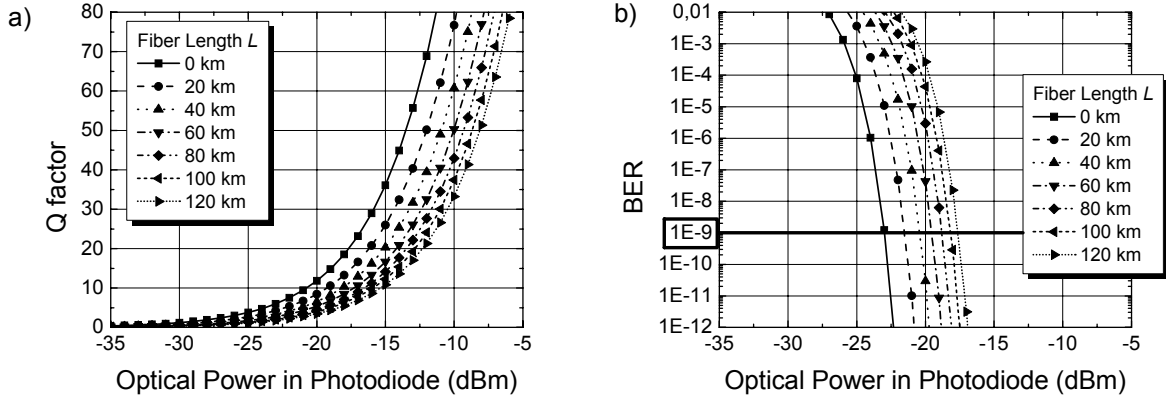 a)
80
70
60
50
40
30
20
10
0
Q factor
Fiber Length L
0 km
20 km
40 km
60 km
80 km
100 km
120 km
-35 -30 -25 -20 -15 -10 -5
Optical Power in Photodiode (dBm)
b)
0,01
1E-3
1E-4
1E-5
1E-6
1E-7
1E-8
1E-9
1E-10
1E-11
1E-12
BER
Fiber Length L
0 km
20 km
40 km
60 km
80 km
100 km
120 km
-35 -30 -25 -20 -15 -10 -5
Optical Power in Photodiode (dBm)